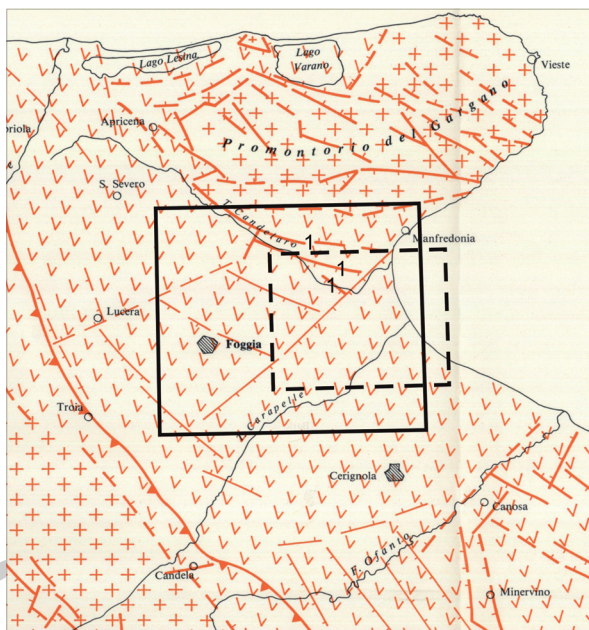 Lago Lesina
Lago
Varano
Vieste
Apricena
Promontorio del Gargano
S. Severo
T. Candelaro
Manfredonia
1
1
1
Lucera
Foggia
Troia
T. Carapelle
Cerignola
Canosa
F. Ofanto
Candela
Minervino